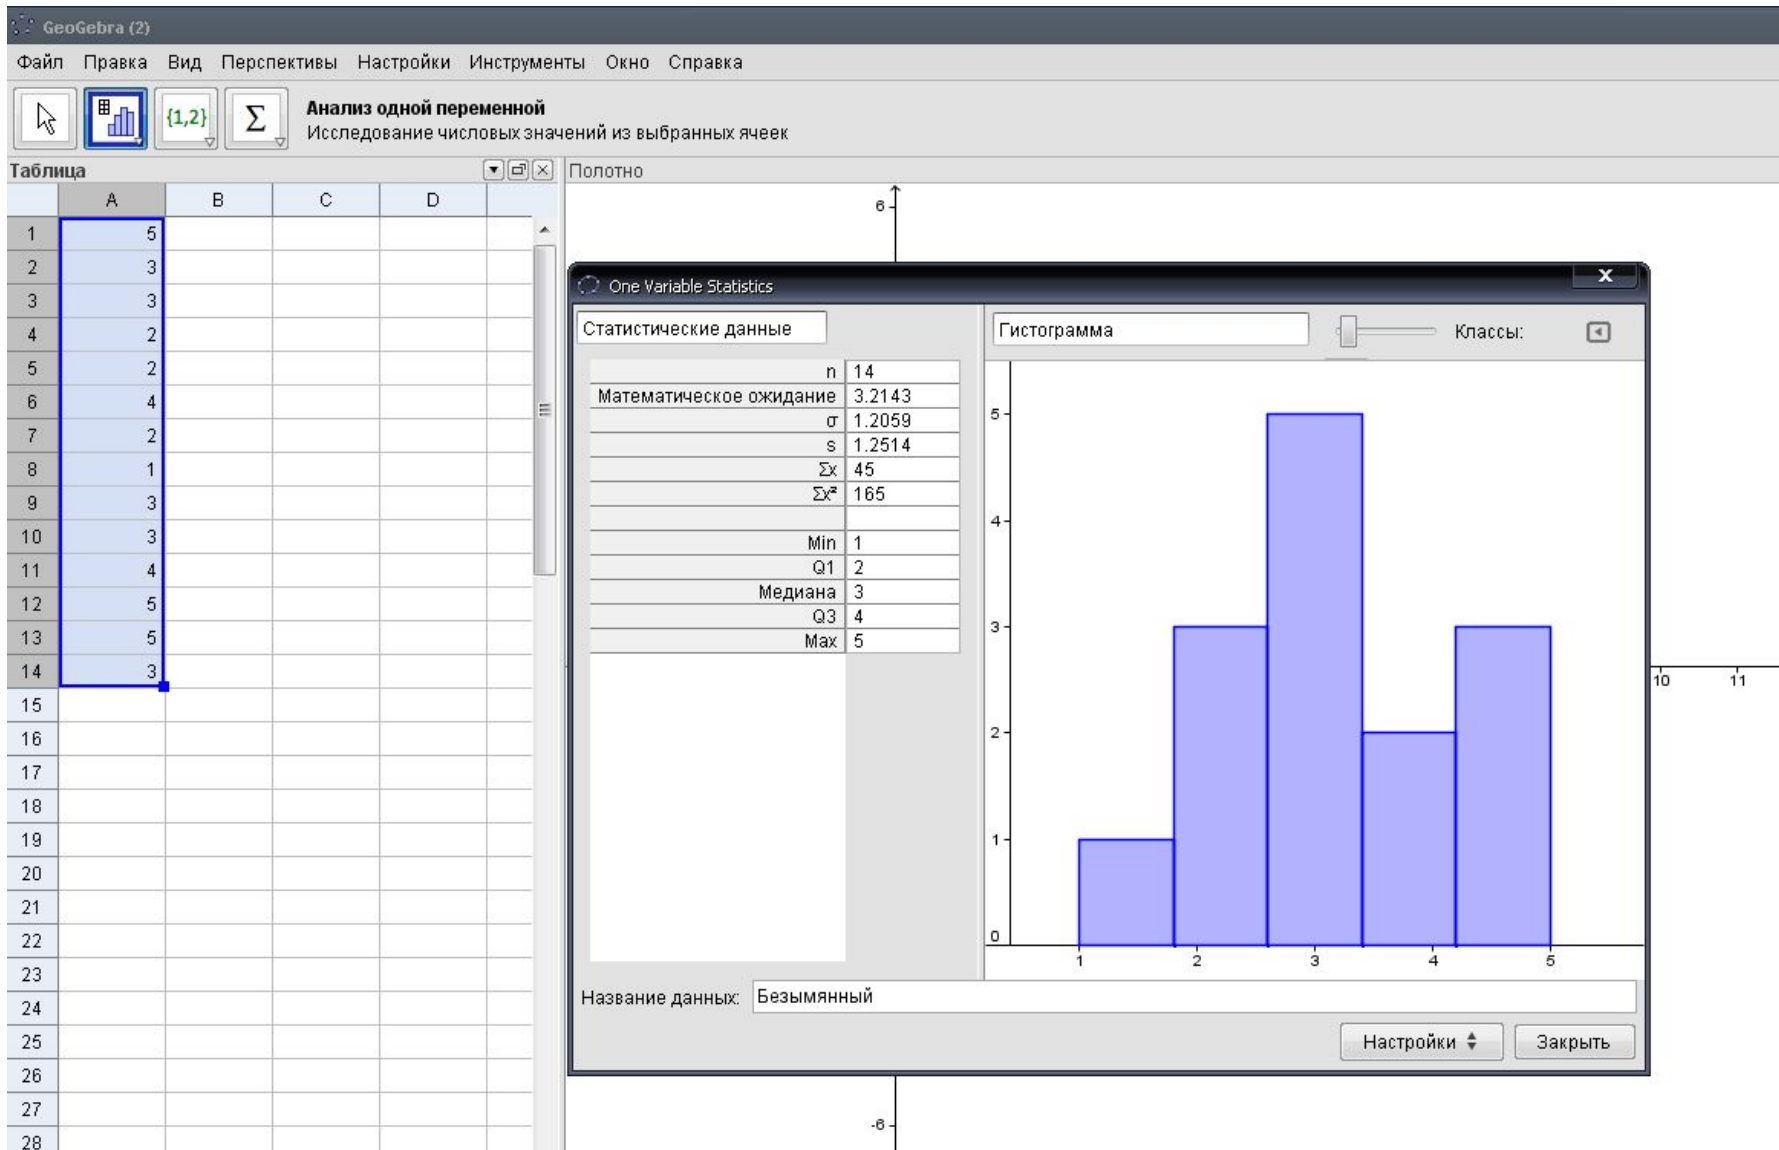 GeoGebra (2)
Файл Правка Вид Перспективы Настройки Инструменты Окно Справка
{1,2} Σ
Анализ одной переменной
Исследование числовых значений из выбранных ячеек
Таблица
A B C D
1 5
2 3
3 3
4 2
5 2
6 4
7 2
8 1
9 3
10 3
11 4
12 5
13 5
14 3
15
16
17
18
19
20
21
22
23
24
25
26
27
28
Полотно
6
One Variable Statistics
X
Статистические данные
n 14
Математическое ожидание 3.2143
σ 1.2059
s 1.2514
Σx 45
Σx² 165
Min 1
Q1 2
Медиана 3
Q3 4
Max 5
Гистограмма Классы:
5
4
3
2
1
0
1 2 3 4 5
Название данных: Безымянный
Настройки Закрыть
10 11
-6